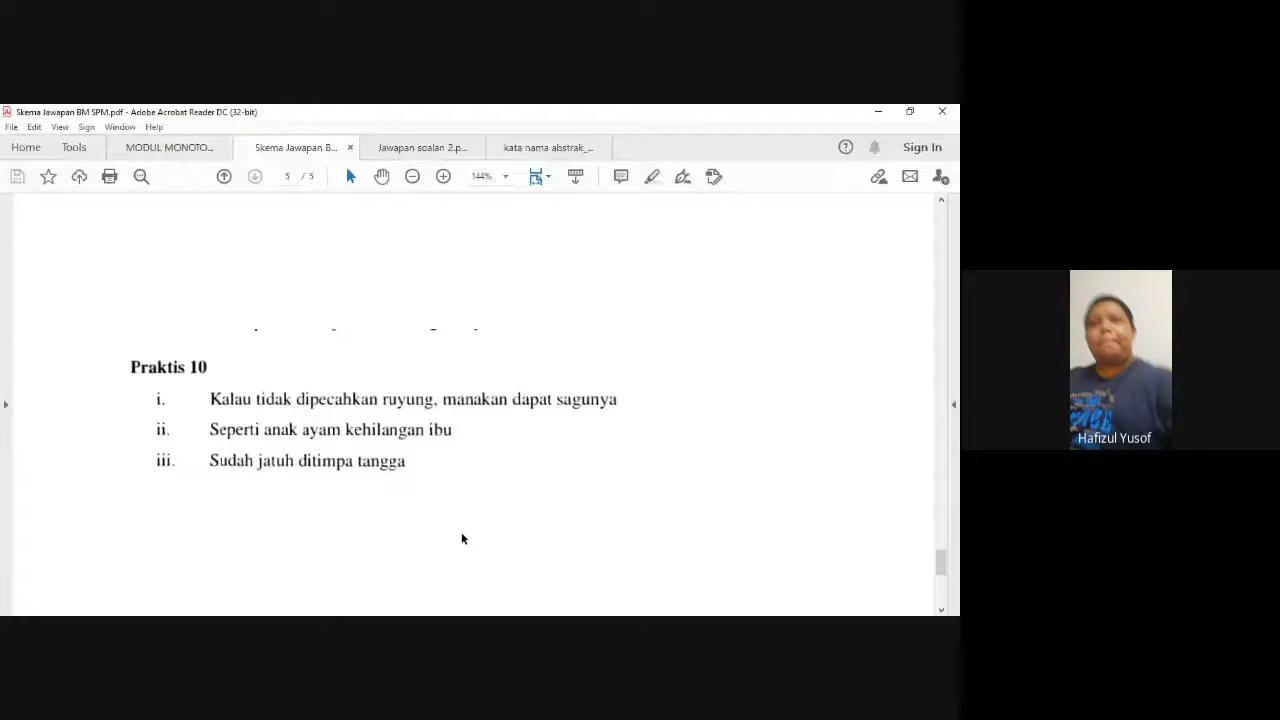 Skema Jawapan BM SPM.pdf - Adobe Acrobat Reader DC (32-bit)
File Edit View Sign Window Help
Home Tools MODUL MONOTO... Skema Jawapan B... × Jawapan soalan 2.p... kata nama abstrak_... Sign In
5 / 5 144%
Praktis 10
i. Kalau tidak dipecahkan ruyung, manakan dapat sagunya
ii. Seperti anak ayam kehilangan ibu
iii. Sudah jatuh ditimpa tangga
Hafizul Yusof